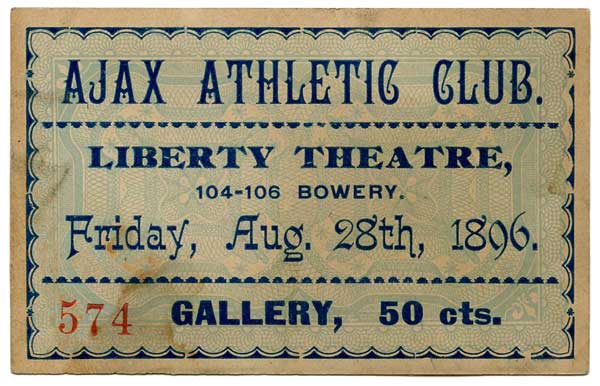 AJAX ATHLETIC CLUB.
LIBERTY THEATRE,
104-106 BOWERY.
Friday, Aug. 28th, 1896.
574 GALLERY, 50 cts.